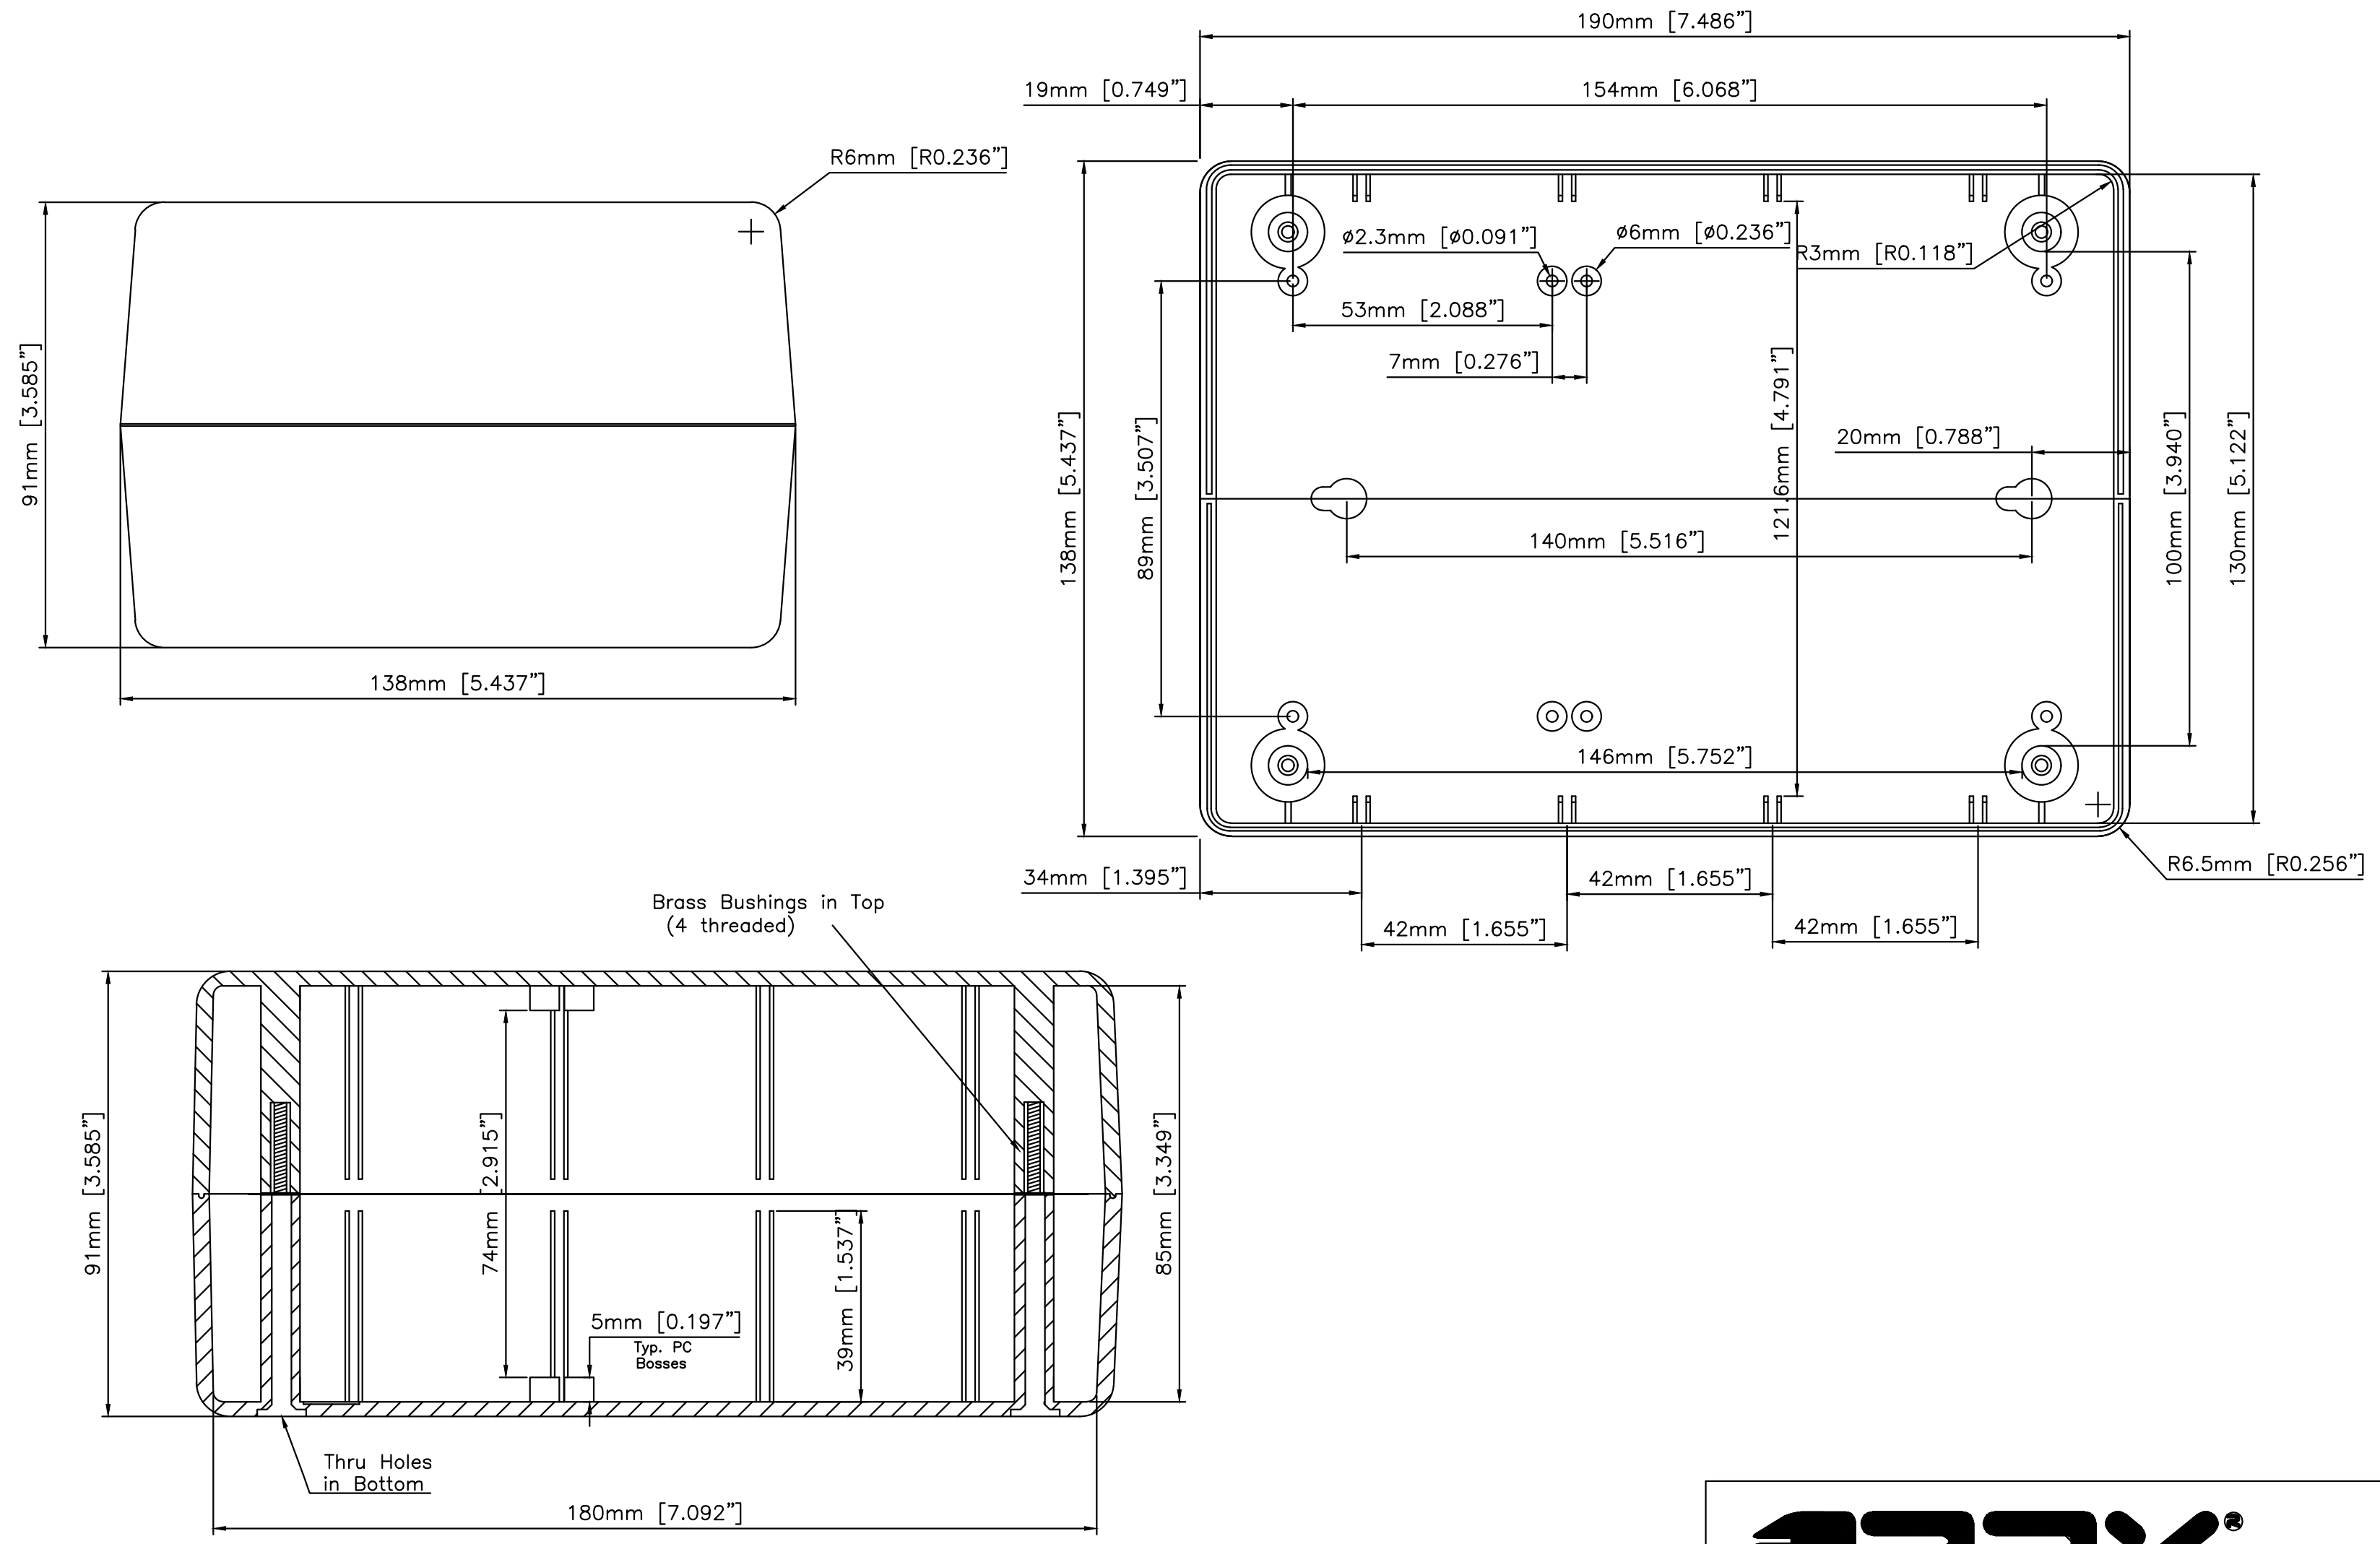 190mm [7.486”]
19mm [0.749”]
154mm [6.068”]
R6mm [R0.236”]
ø2.3mm [ø0.091”]
ø6mm [ø0.236”]
R3mm [R0.118”]
53mm [2.088”]
7mm [0.276”]
91mm [3.585”]
138mm [5.437”]
138mm [5.437”]
89mm [3.507”]
121.6mm [4.791”]
20mm [0.788”]
100mm [3.940”]
130mm [5.122”]
140mm [5.516”]
146mm [5.752”]
34mm [1.395”]
42mm [1.655”]
42mm [1.655”]
42mm [1.655”]
R6.5mm [R0.256”]
Brass Bushings in Top
(4 threaded)
91mm [3.585”]
74mm [2.915”]
39mm [1.537”]
85mm [3.349”]
5mm [0.197”]
Typ. PC
Bosses
Thru Holes
in Bottom
180mm [7.092”]